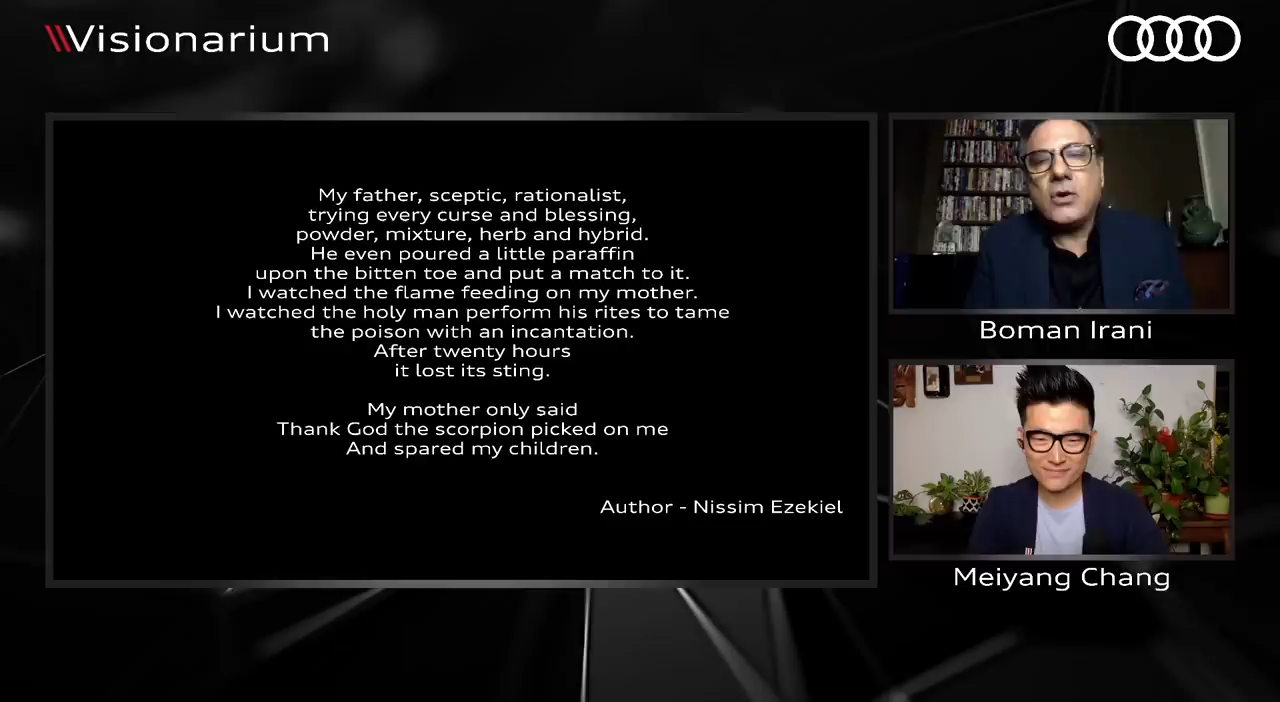 \\Visionarium
My father, sceptic, rationalist,
trying every curse and blessing,
powder, mixture, herb and hybrid.
He even poured a little paraffin
upon the bitten toe and put a match to it.
I watched the flame feeding on my mother.
I watched the holy man perform his rites to tame
the poison with an incantation.
After twenty hours
it lost its sting.
My mother only said
Thank God the scorpion picked on me
And spared my children.
Author - Nissim Ezekiel
Boman Irani
Meiyang Chang